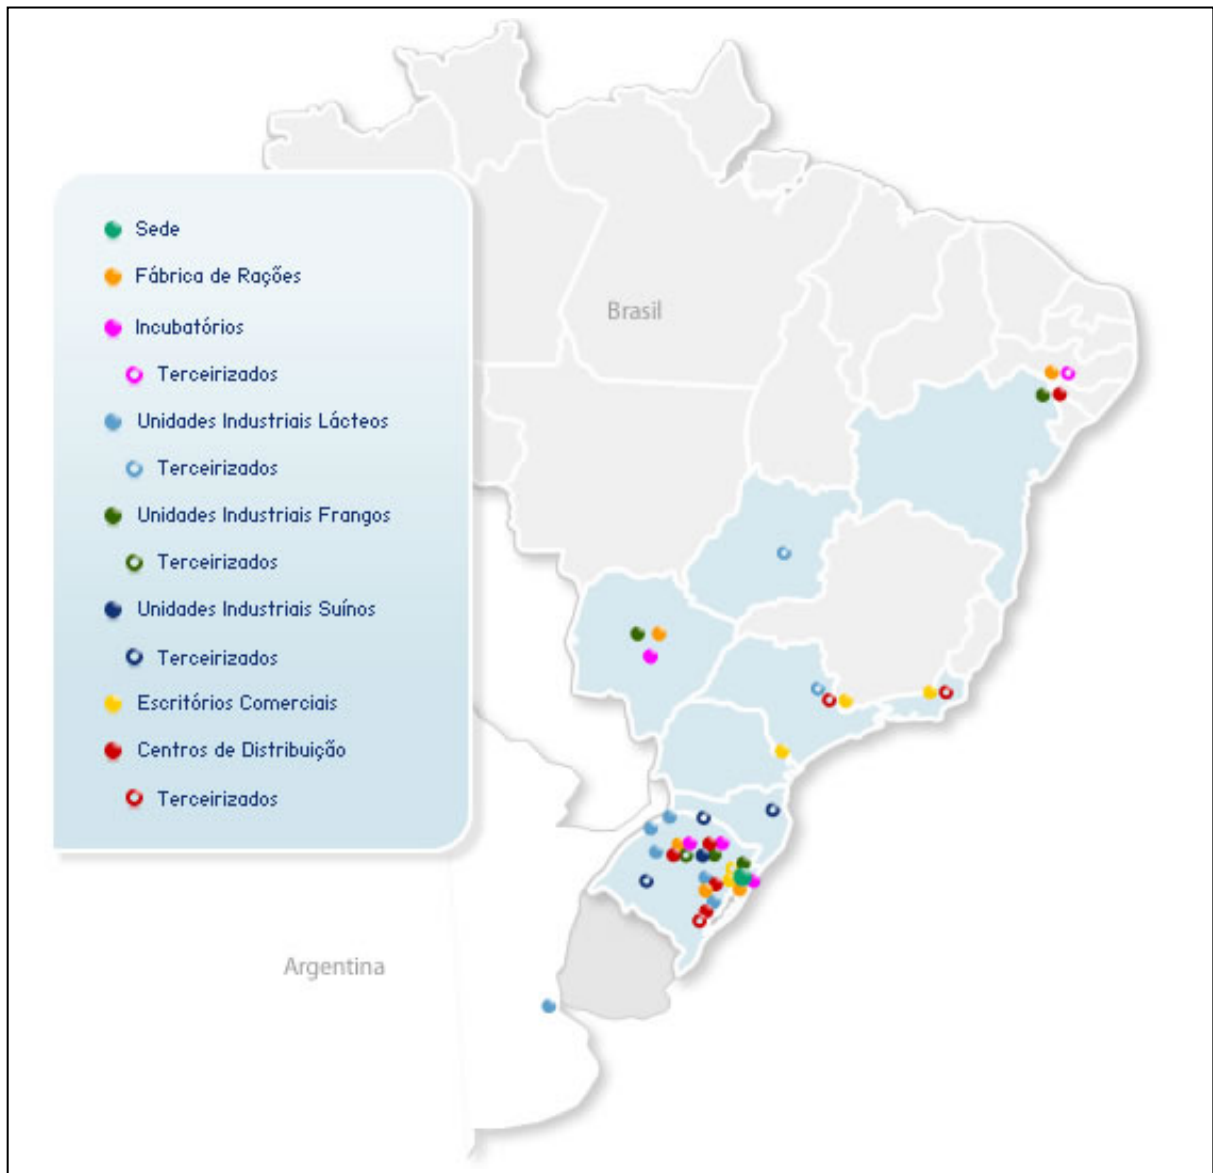 Brasil
Sede
Fábrica de Rações
Incubatórios
Terceirizados
Unidades Industriais Lácteos
Terceirizados
Unidades Industriais Frangos
Terceirizados
Unidades Industriais Suínos
Terceirizados
Escritórios Comerciais
Centros de Distribuição
Terceirizados
Argentina